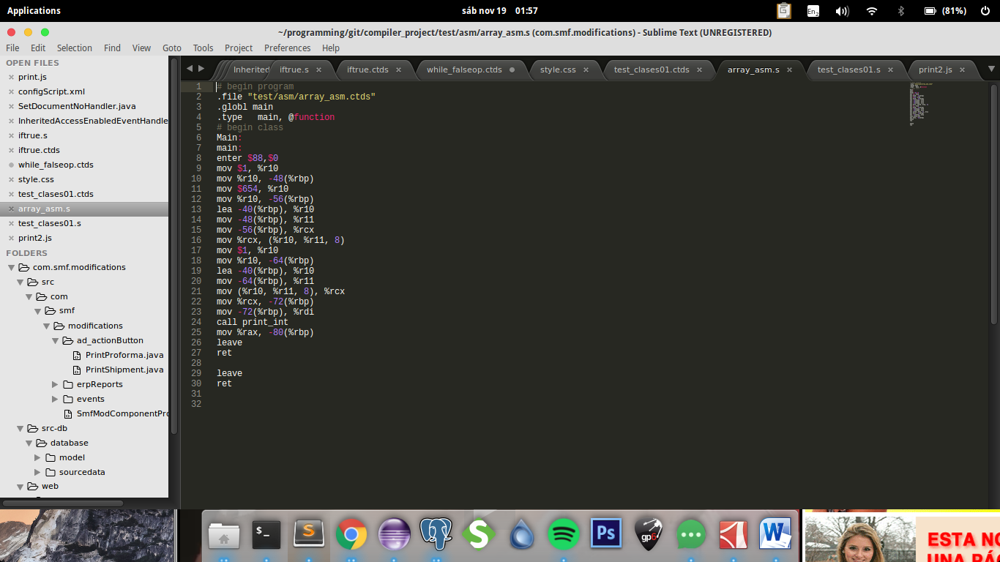 Applications
sáb nov 19 01:57
En2
(81%)
~/programming/git/compiler_project/test/asm/array_asm.s (com.smf.modifications) - Sublime Text (UNREGISTERED)
File Edit Selection Find View Goto Tools Project Preferences Help
OPEN FILES
print.js
configScript.xml
SetDocumentNoHandler.java
InheritedAccessEnabledEventHandle
iftrue.s
iftrue.ctds
while_falseop.ctds
style.css
test_clases01.ctds
array_asm.s
test_clases01.s
print2.js
FOLDERS
com.smf.modifications
src
com
smf
modifications
ad_actionButton
PrintProforma.java
PrintShipment.java
erpReports
events
SmfModComponentPro
src-db
database
model
sourcedata
web
Inherited iftrue.s iftrue.ctds while_falseop.ctds style.css test_clases01.ctds array_asm.s test_clases01.s print2.js
1 # begin program
2 .file "test/asm/array_asm.ctds"
3 .globl main
4 .type   main, @function
5 # begin class
6 Main:
7 main:
8 enter $88,$0
9 mov $1, %r10
10 mov %r10, -48(%rbp)
11 mov $654, %r10
12 mov %r10, -56(%rbp)
13 lea -40(%rbp), %r10
14 mov -48(%rbp), %r11
15 mov -56(%rbp), %rcx
16 mov %rcx, (%r10, %r11, 8)
17 mov $1, %r10
18 mov %r10, -64(%rbp)
19 lea -40(%rbp), %r10
20 mov -64(%rbp), %r11
21 mov (%r10, %r11, 8), %rcx
22 mov %rcx, -72(%rbp)
23 mov -72(%rbp), %rdi
24 call print_int
25 mov %rax, -80(%rbp)
26 leave
27 ret
28
29 leave
30 ret
31
32
$_
S
S
Ps
gp6
W
ESTA NO
UNA PÁG